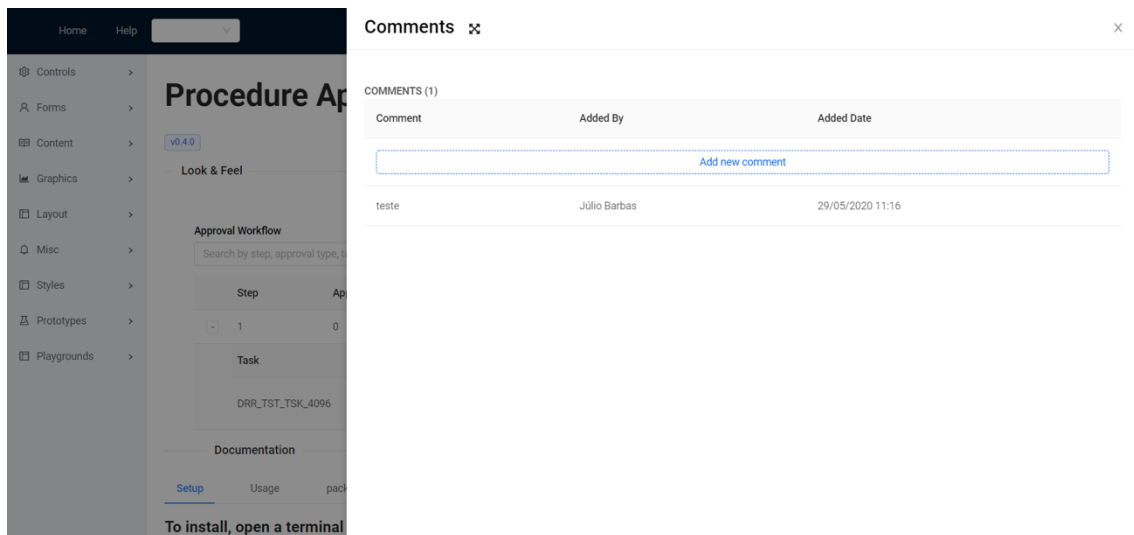 Home Help
Comments
Controls
Forms
Content
Graphics
Layout
Misc
Styles
Prototypes
Playgrounds
Procedure Ap
v0.4.0
Look & Feel
Approval Workflow
Search by step, approval type, t
Step Ap
- 1 0
Task
DRR_TST_TSK_4096
Documentation
Setup Usage pack
To install, open a terminal
COMMENTS (1)
Comment Added By Added Date
Add new comment
teste Júlio Barbas 29/05/2020 11:16